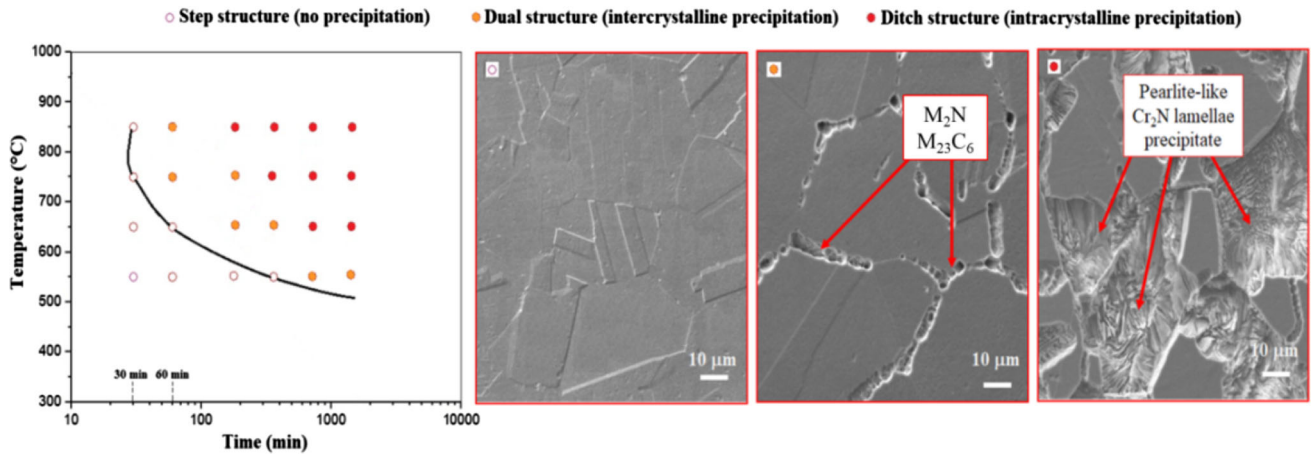 Step structure (no precipitation)
Dual structure (intercrystalline precipitation)
Ditch structure (intracrystalline precipitation)
1000
900
800
700
600
500
400
300
Temperature (°C)
30 min
60 min
10
100
1000
10000
Time (min)
10 μm
M₂N
M₂₃C₆
10 μm
Pearlite-like
Cr₂N lamellae
precipitate
10 μm